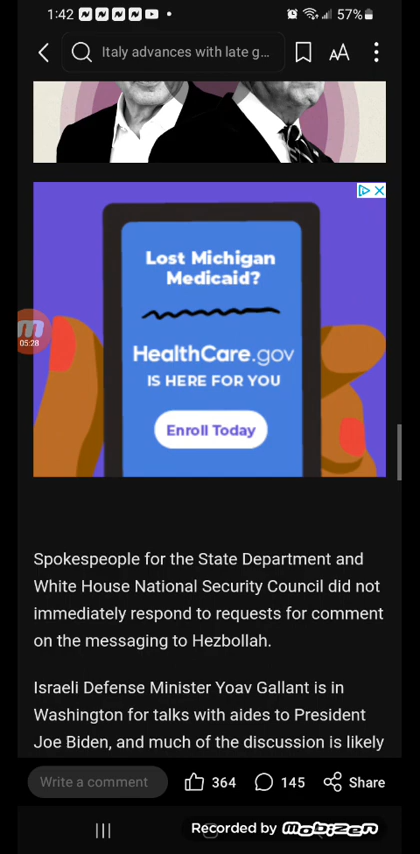 1:42
57%
Italy advances with late g...
AA
Lost Michigan
Medicaid?
HealthCare.gov
IS HERE FOR YOU
Enroll Today
05:28
Spokespeople for the State Department and
White House National Security Council did not
immediately respond to requests for comment
on the messaging to Hezbollah.
Israeli Defense Minister Yoav Gallant is in
Washington for talks with aides to President
Joe Biden, and much of the discussion is likely
Write a comment
364
145
Share
Recorded by mobizen